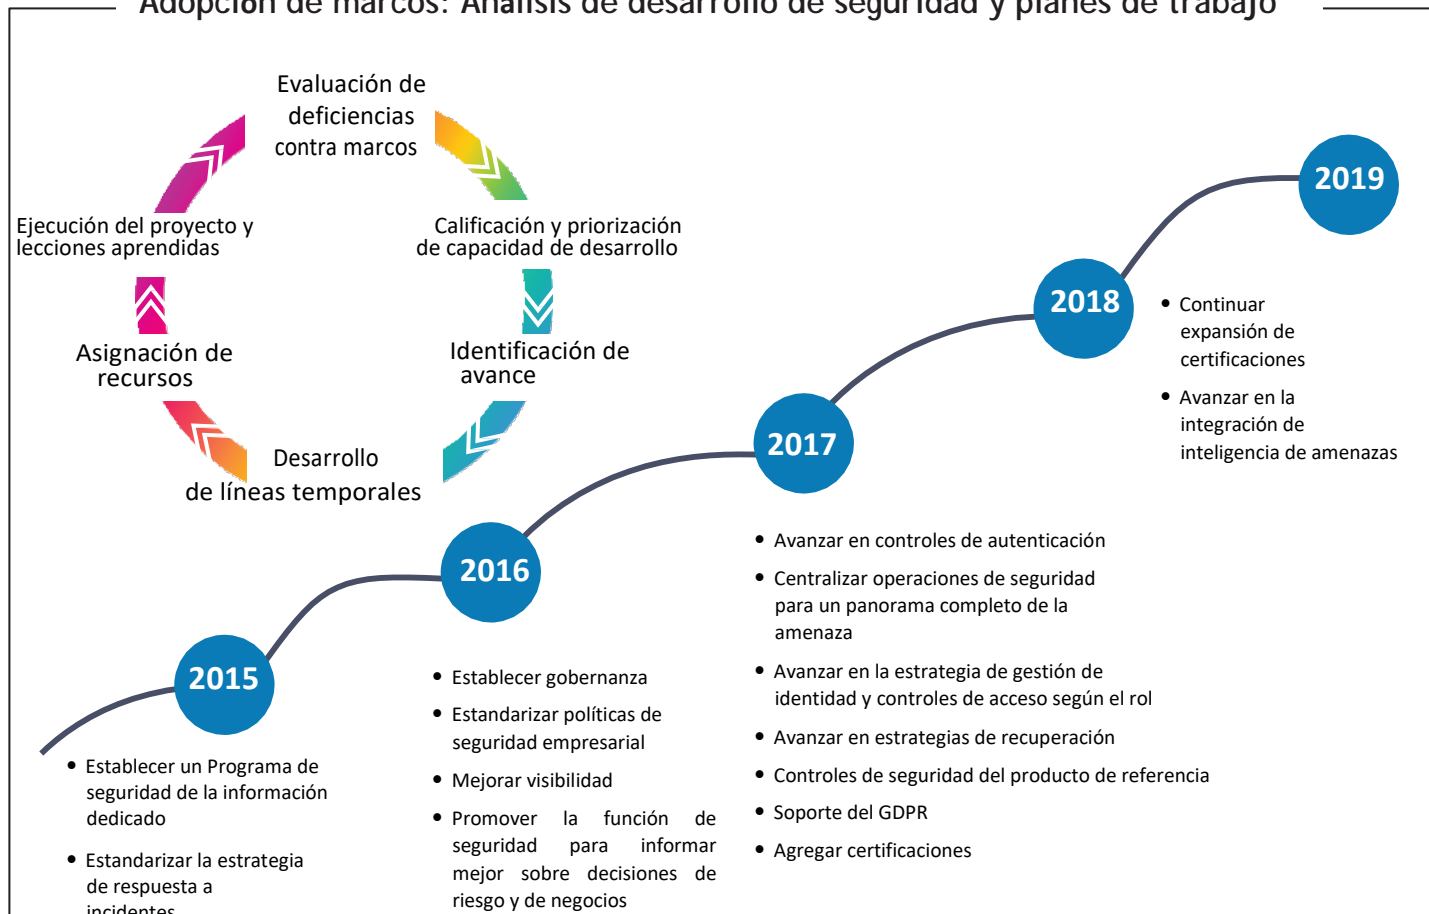 Adopción de marcos: Análisis de desarrollo de seguridad y planes de trabajo
Evaluación de
deficiencias
contra marcos
Calificación y priorización
de capacidad de desarrollo
Identificación de
avance
Desarrollo
de líneas temporales
Asignación de
recursos
Ejecución del proyecto y
lecciones aprendidas
2015
• Establecer un Programa de
seguridad de la información
dedicado
• Estandarizar la estrategia
de respuesta a
incidentes
2016
• Establecer gobernanza
• Estandarizar políticas de
seguridad empresarial
• Mejorar visibilidad
• Promover la función de
seguridad para informar
mejor sobre decisiones de
riesgo y de negocios
2017
• Avanzar en controles de autenticación
• Centralizar operaciones de seguridad
para un panorama completo de la
amenaza
• Avanzar en la estrategia de gestión de
identidad y controles de acceso según el rol
• Avanzar en estrategias de recuperación
• Controles de seguridad del producto de referencia
• Soporte del GDPR
• Agregar certificaciones
2018
• Continuar
expansión de
certificaciones
• Avanzar en la
integración de
inteligencia de amenazas
2019